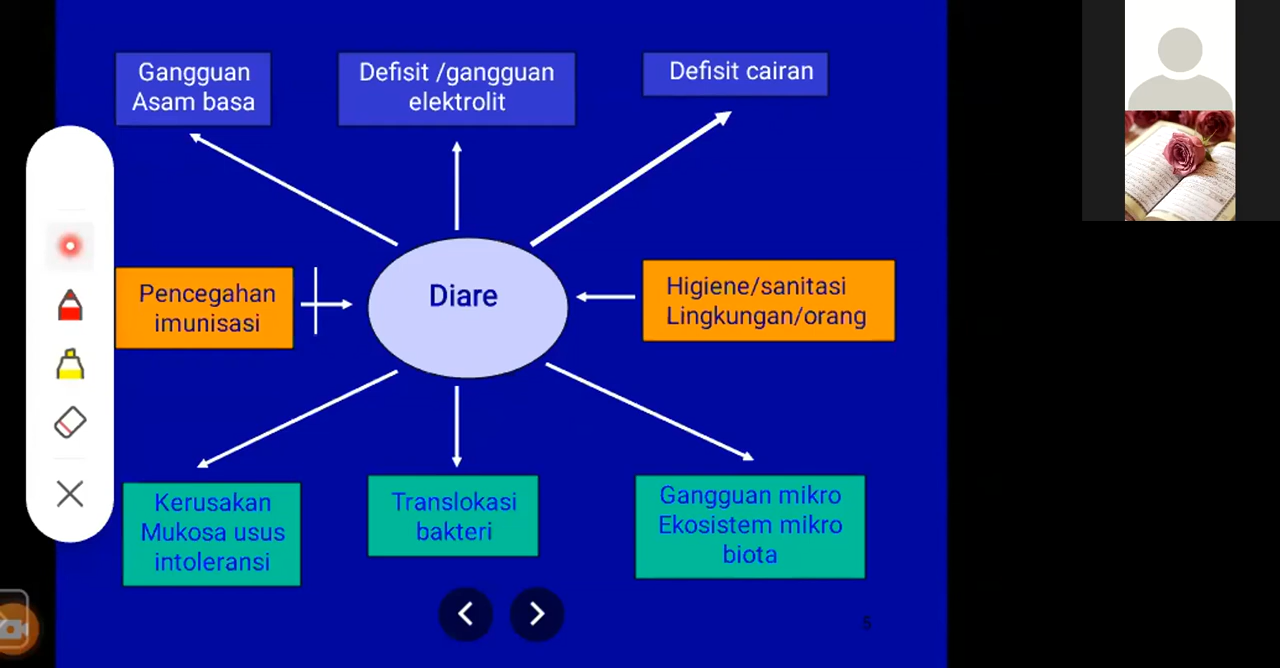 Gangguan
Asam basa
Defisit /gangguan
elektrolit
Defisit cairan
Pencegahan
imunisasi
Diare
Higiene/sanitasi
Lingkungan/orang
Kerusakan
Mukosa usus
intoleransi
Translokasi
bakteri
Gangguan mikro
Ekosistem mikro
biota
5